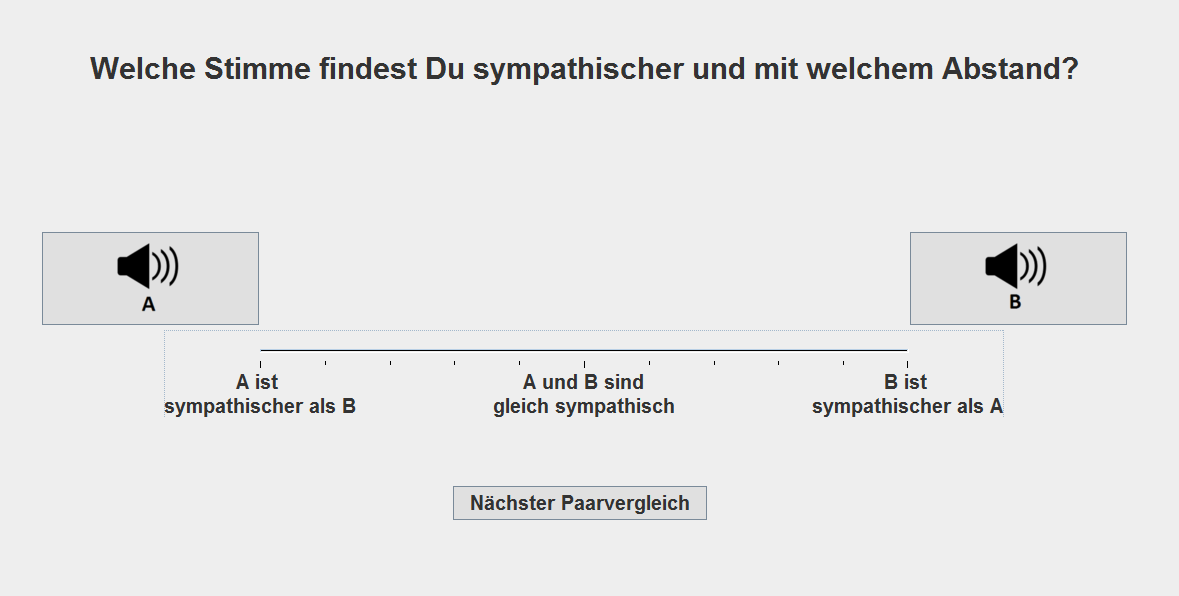 Welche Stimme findest Du sympathischer und mit welchem Abstand?
A
B
A ist
sympathischer als B
A und B sind
gleich sympathisch
B ist
sympathischer als A
Nächster Paarvergleich